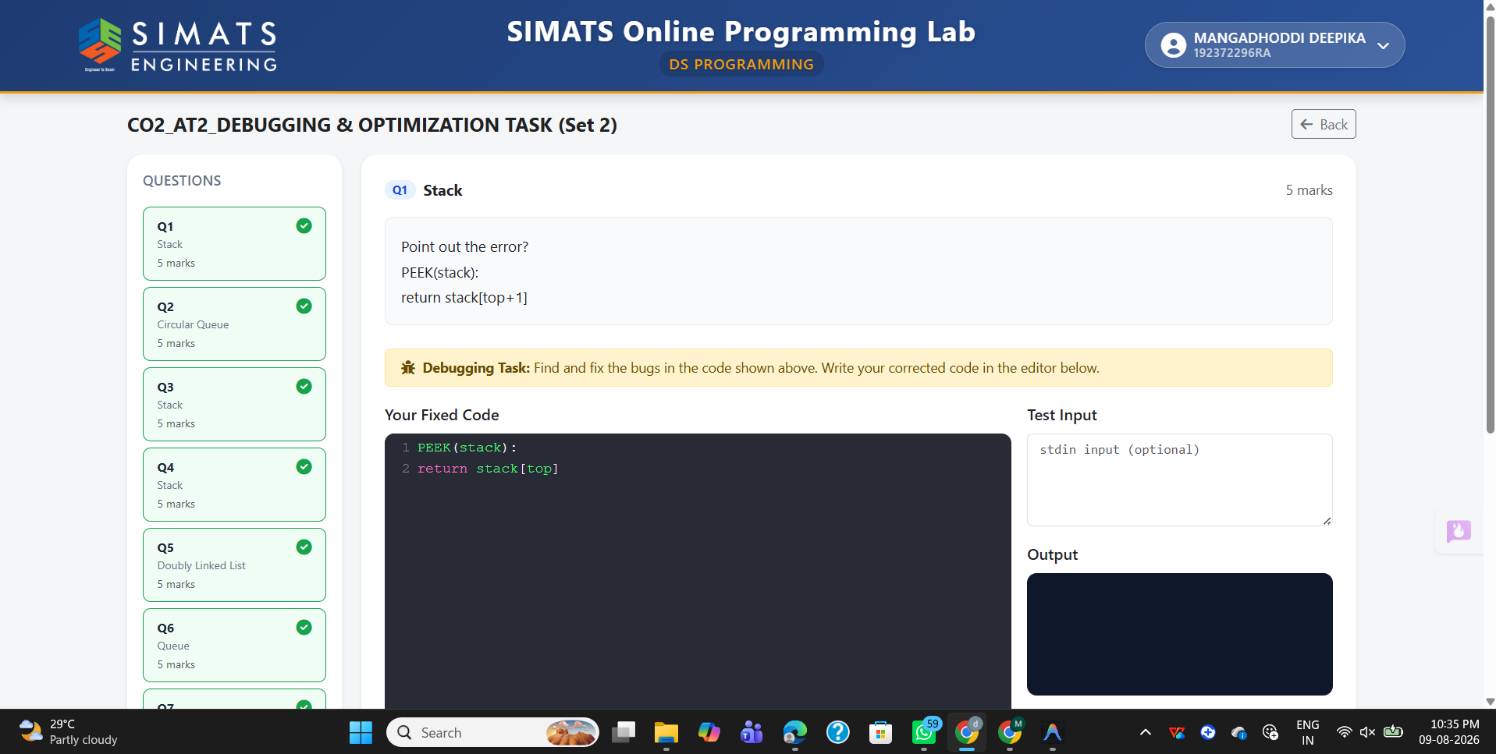 SIMATS
ENGINEERING
Engineer to Excel
SIMATS Online Programming Lab
DS PROGRAMMING
MANGADHODDI DEEPIKA
192372296RA
CO2_AT2_DEBUGGING & OPTIMIZATION TASK (Set 2)
← Back
QUESTIONS
Q1
Stack
5 marks
Q2
Circular Queue
5 marks
Q3
Stack
5 marks
Q4
Stack
5 marks
Q5
Doubly Linked List
5 marks
Q6
Queue
5 marks
Q7
Q1 Stack
5 marks
Point out the error?
PEEK(stack):
return stack[top+1]
Debugging Task: Find and fix the bugs in the code shown above. Write your corrected code in the editor below.
Your Fixed Code
1 PEEK(stack):
2 return stack[top]
Test Input
stdin input (optional)
Output
29°C
Partly cloudy
Search
59
d
M
ENG
IN
10:35 PM
09-08-2026